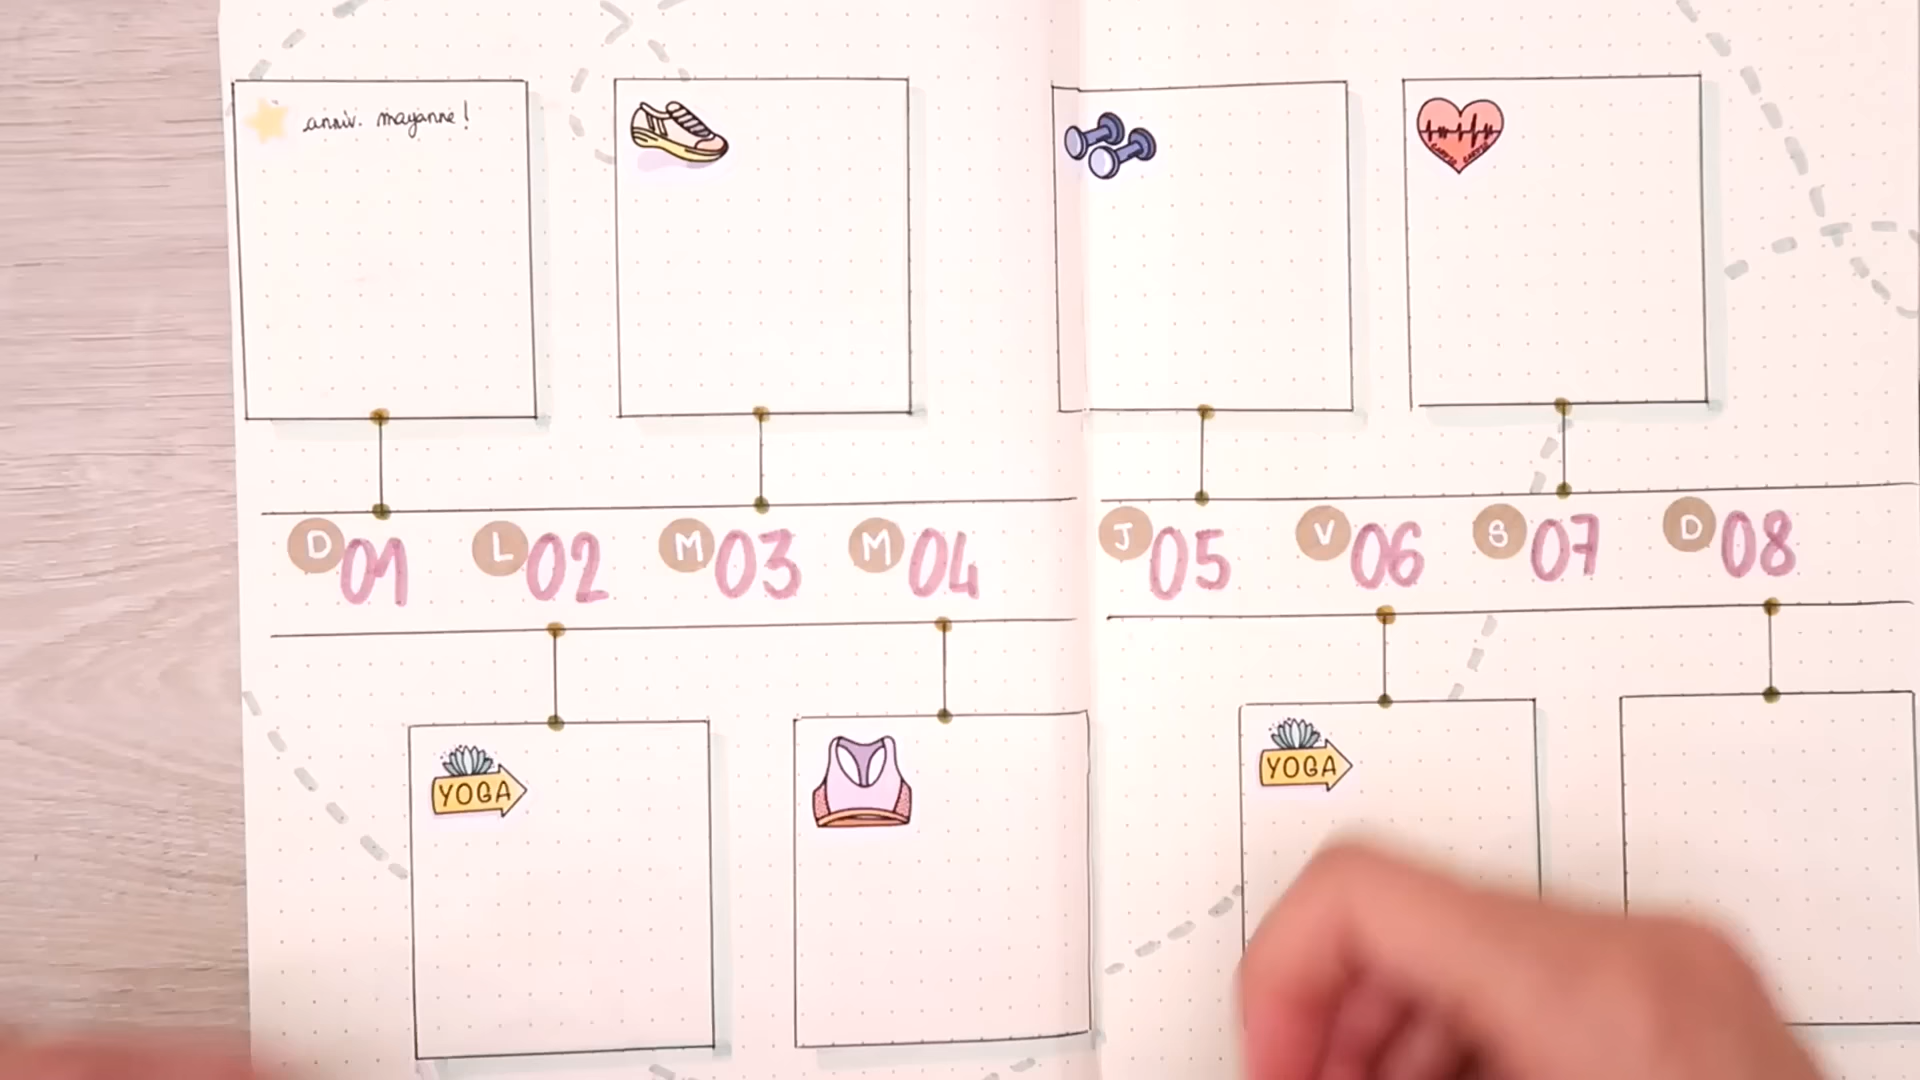 anniv. mayanne!
D 01 L 02 M 03 M 04 J 05 V 06 S 07 D 08
YOGA
YOGA